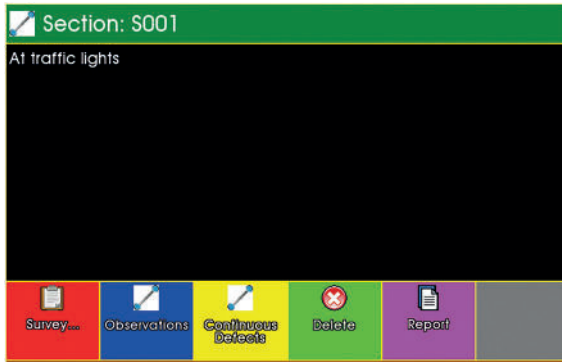 Section: S001
At traffic lights
Survey....
Observations
Continuous
Defects
Delete
Report